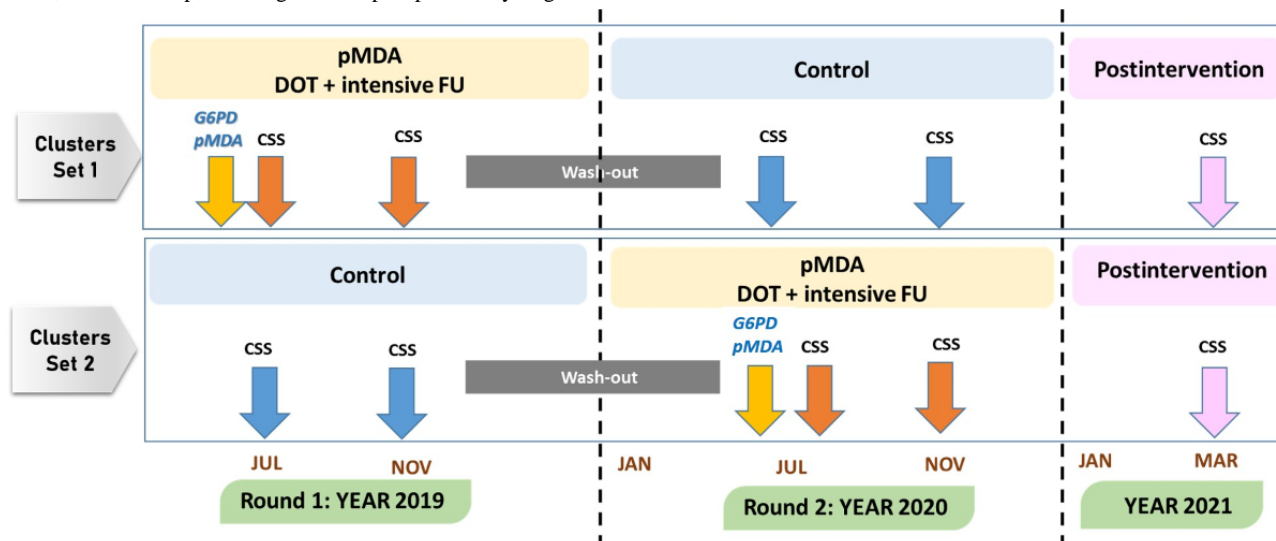 pMDA
DOT + intensive FU
Control
Postintervention
Clusters
Set 1
G6PD
pMDA
CSS
CSS
Wash-out
CSS
CSS
CSS
Control
pMDA
DOT + intensive FU
Postintervention
Clusters
Set 2
CSS
CSS
Wash-out
G6PD
pMDA
CSS
CSS
CSS
JUL
NOV
JAN
JUL
NOV
JAN
MAR
Round 1: YEAR 2019
Round 2: YEAR 2020
YEAR 2021